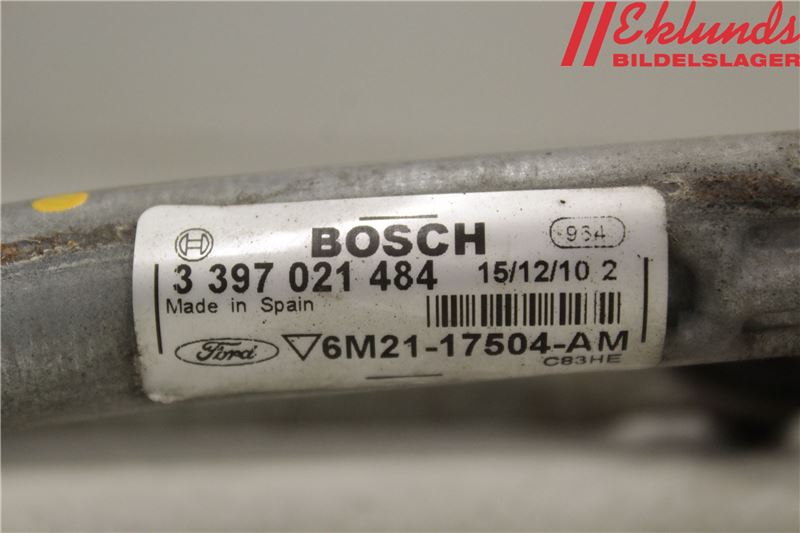 Eklunds
BILDELSLAGER
BOSCH 964
3 397 021 484 15/12/10 2
Made in Spain
Ford 6M21-17504-AM
C83HE